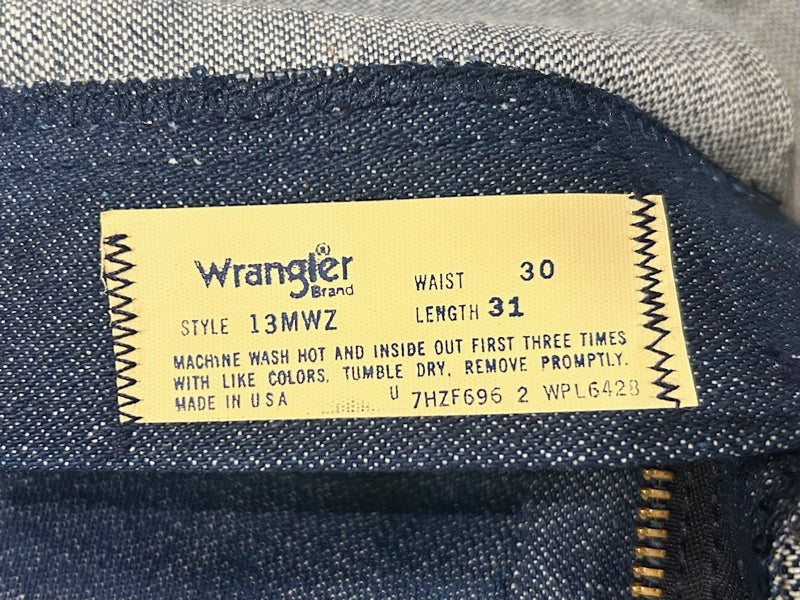 Wrangler®
Brand
STYLE 13MWZ
WAIST 30
LENGTH 31
MACHINE WASH HOT AND INSIDE OUT FIRST THREE TIMES
WITH LIKE COLORS. TUMBLE DRY, REMOVE PROMPTLY.
MADE IN USA U 7HZF696 2 WPL6428